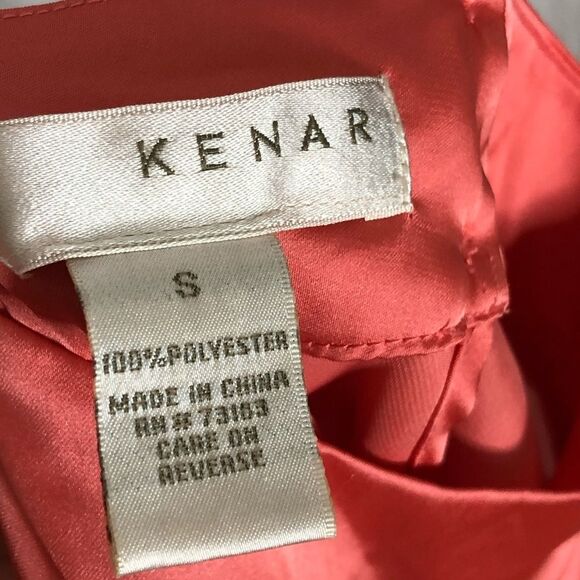 KENAR
S
100% POLYESTER
MADE IN CHINA
RN # 73163
CARE ON
REVERSE